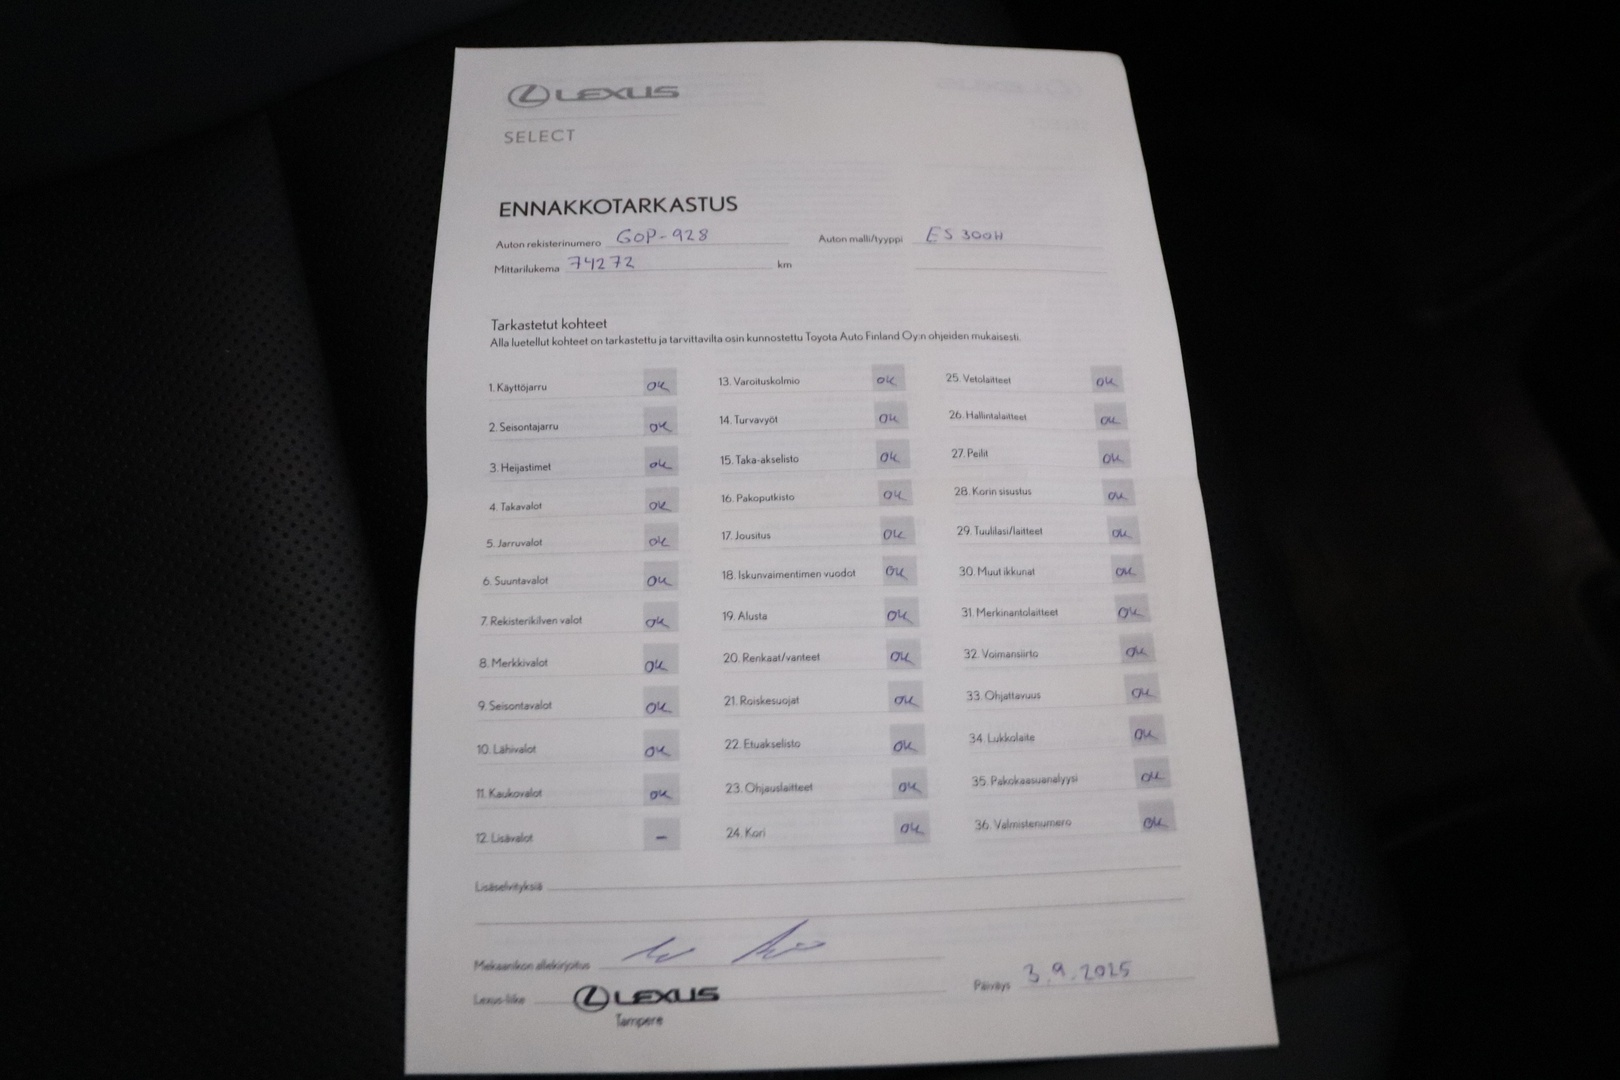 LEXUS
SELECT
ENNAKKOTARKASTUS
Auton rekisterinumero GOP-928 Auton malli/tyyppi ES 300H
Mittarilukema 74272 km
Tarkastetut kohteet
Alla luetellut kohteet on tarkastettu ja tarvittavilta osin kunnostettu Toyota Auto Finland Oy:n ohjeiden mukaisesti.
1. Käyttöjarru OK 13. Varoituskolmio OK 25. Vetolaitteet OK
2. Seisontajarru OK 14. Turvavyöt OK 26. Hallintalaitteet OK
3. Heijastimet OK 15. Taka-akselisto OK 27. Peilit OK
4. Takavalot OK 16. Pakoputkisto OK 28. Korin sisustus OK
5. Jarruvalot OK 17. Jousitus OK 29. Tuulilasi/laitteet OK
6. Suuntavalot OK 18. Iskunvaimentimen vuodot OK 30. Muut ikkunat OK
7. Rekisterikilven valot OK 19. Alusta OK 31. Merkinantolaitteet OK
8. Merkkivalot OK 20. Renkaat/vanteet OK 32. Voimansiirto OK
9. Seisontavalot OK 21. Roiskesuojat OK 33. Ohjattavuus OK
10. Lähivalot OK 22. Etuakselisto OK 34. Lukkolaite OK
11. Kaukovalot OK 23. Ohjauslaitteet OK 35. Pakokaasuanalyysi OK
12. Lisävalot – 24. Kori OK 36. Valmistenumero OK
Lisäselvityksiä
Mekaanikon allekirjoitus
Lexus-liike LEXUS Päiväys 3.9.2025
Tampere